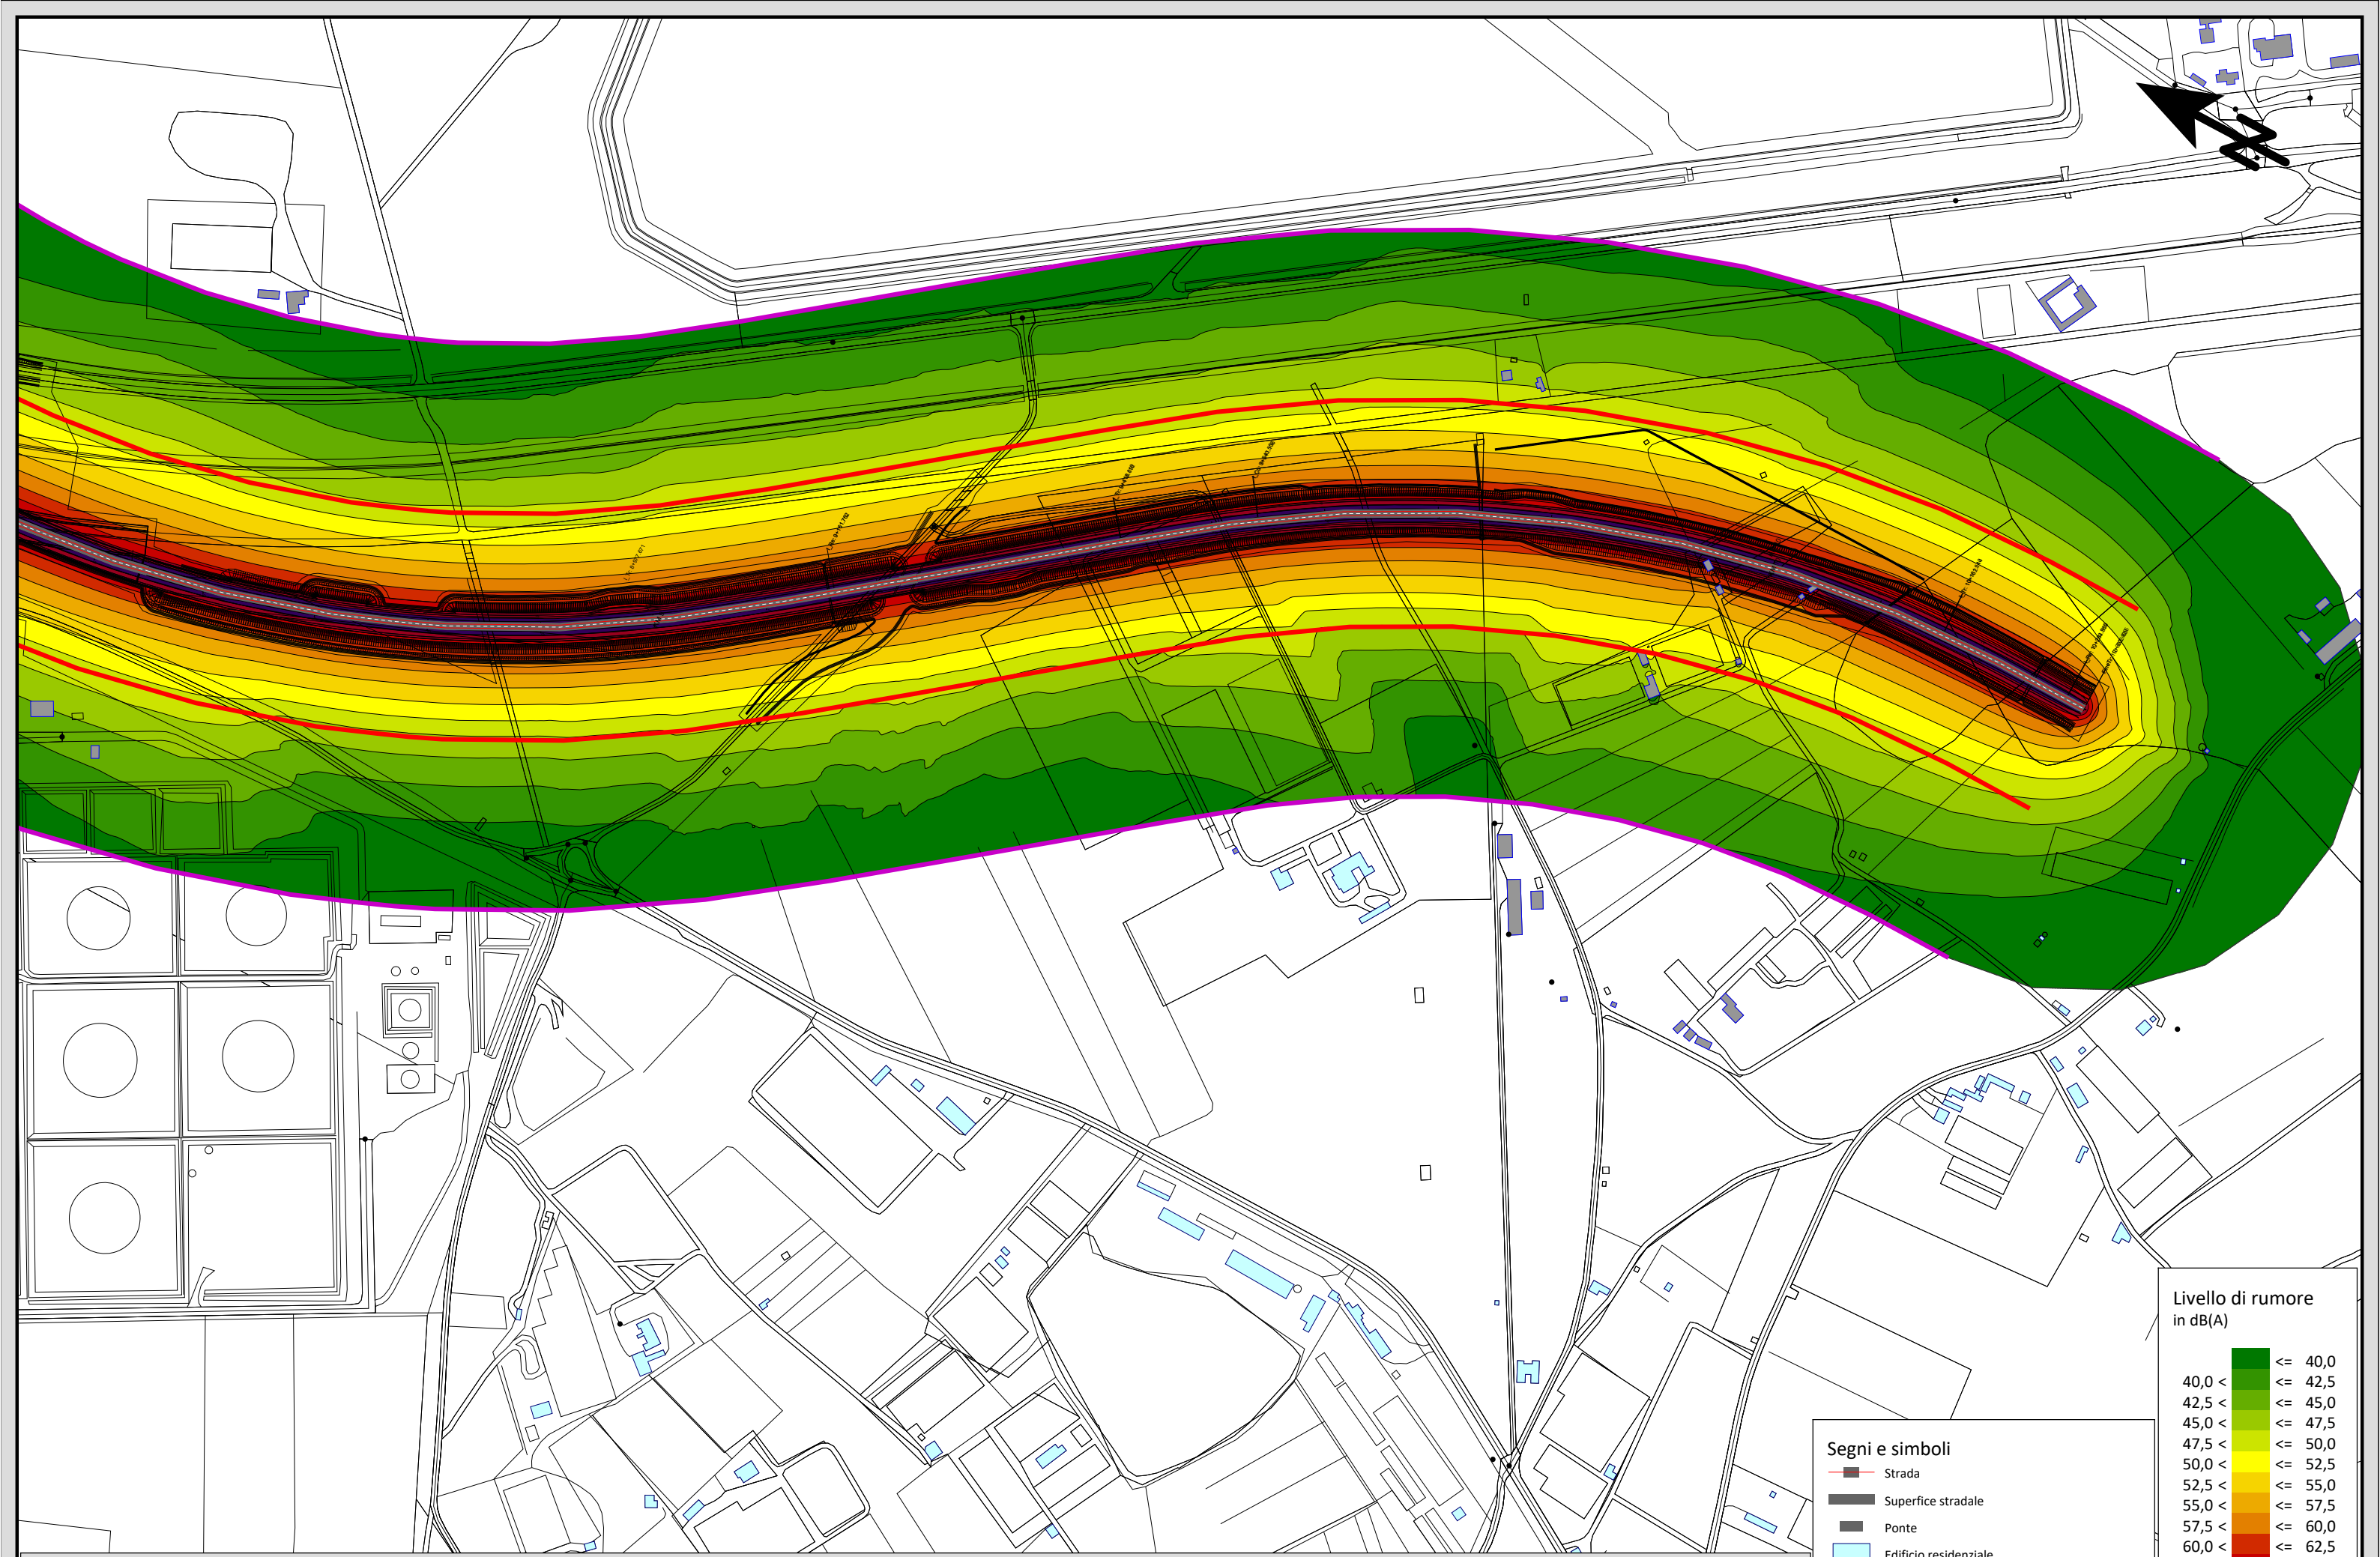 Livello di rumore
in dB(A)
<= 40,0
40,0 < <= 42,5
42,5 < <= 45,0
45,0 < <= 47,5
47,5 < <= 50,0
50,0 < <= 52,5
52,5 < <= 55,0
55,0 < <= 57,5
57,5 < <= 60,0
60,0 < <= 62,5
Segni e simboli
Strada
Superfice stradale
Ponte
Edificio residenziale